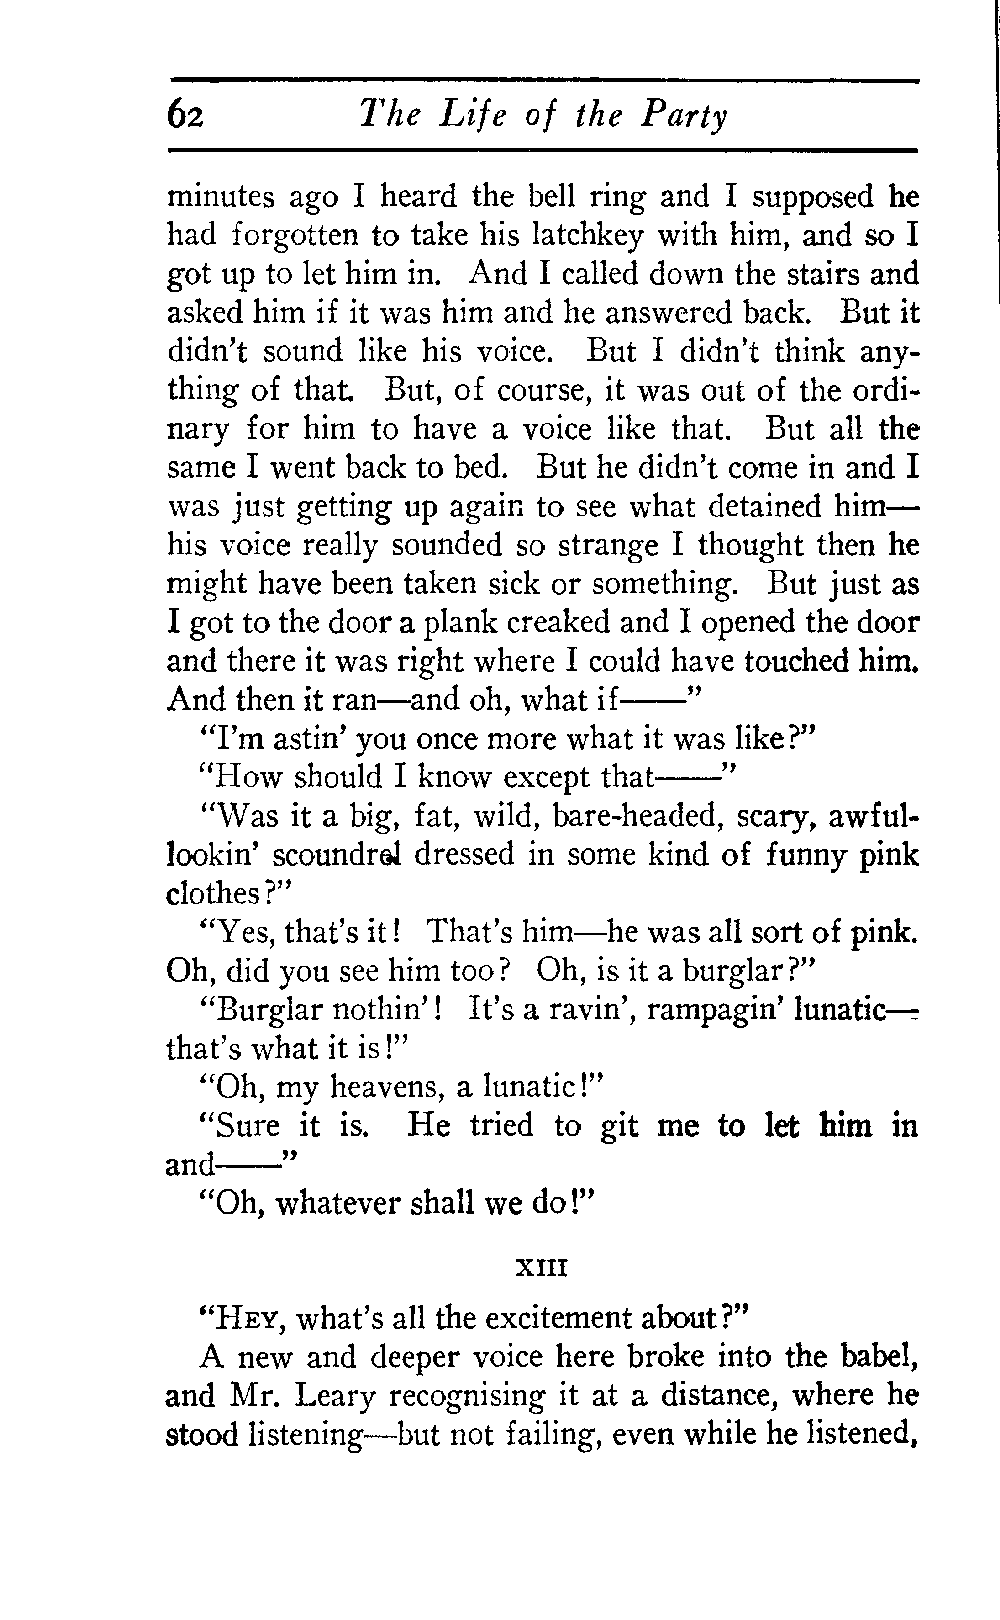 62 The Life of the Party
minutes ago I heard the bell ring and I supposed he
had forgotten to take his latchkey with him, and so I
got up to let him in. And I called down the stairs and
asked him if it was him and he answered back. But it
didn't sound like his voice. But I didn't think any-
thing of that. But, of course, it was out of the ordi-
nary for him to have a voice like that. But all the
same I went back to bed. But he didn't come in and I
was just getting up again to see what detained him—
his voice really sounded so strange I thought then he
might have been taken sick or something. But just as
I got to the door a plank creaked and I opened the door
and there it was right where I could have touched him.
And then it ran—and oh, what if——”
“I'm astin' you once more what it was like?”
“How should I know except that——”
“Was it a big, fat, wild, bare-headed, scary, awful-
lookin' scoundrel dressed in some kind of funny pink
clothes?”
“Yes, that's it! That's him—he was all sort of pink.
Oh, did you see him too? Oh, is it a burglar?”
“Burglar nothin'! It's a ravin', rampagin' lunatic—
that's what it is!”
“Oh, my heavens, a lunatic!”
“Sure it is. He tried to git me to let him in
and——”
“Oh, whatever shall we do!”
XIII
“HEY, what's all the excitement about?”
A new and deeper voice here broke into the babel,
and Mr. Leary recognising it at a distance, where he
stood listening—but not failing, even while he listened,